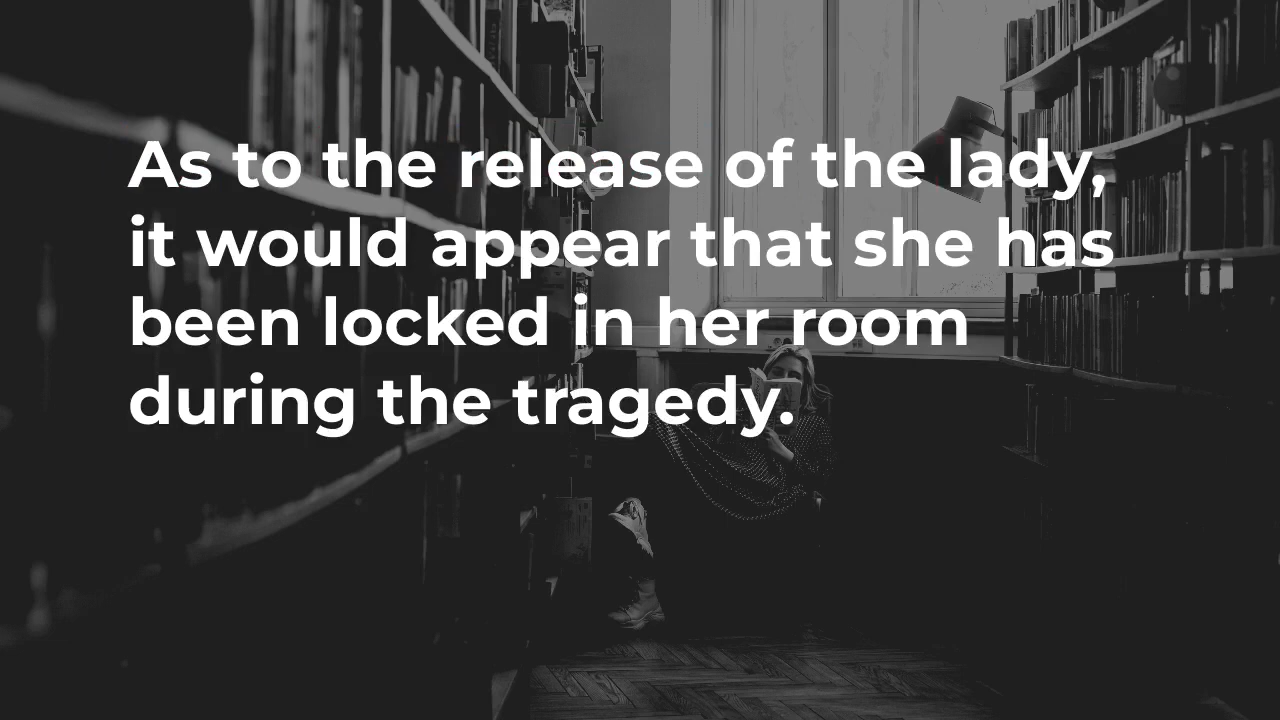 As to the release of the lady,
it would appear that she has
been locked in her room
during the tragedy.